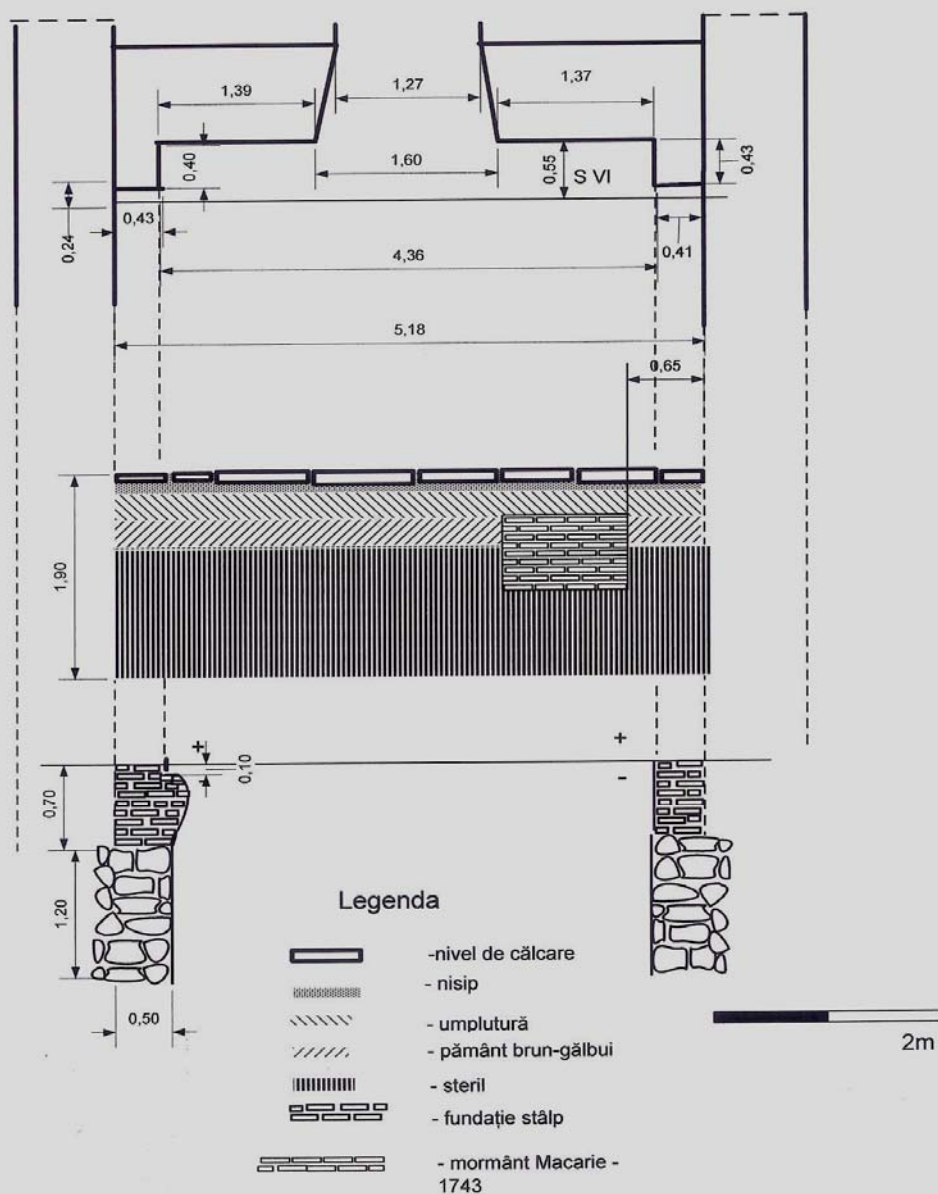 1,39
1,27
1,37
0,40
1,60
0,55
S VI
0,43
0,24
0,43
0,41
4,36
5,18
0,65
1,90
+
0,10
+
-
0,70
1,20
0,50
Legenda
-nivel de călcare
- nisip
- umplutură
- pământ brun-gălbui
- steril
- fundație stâlp
- mormânt Macarie -
1743
2m